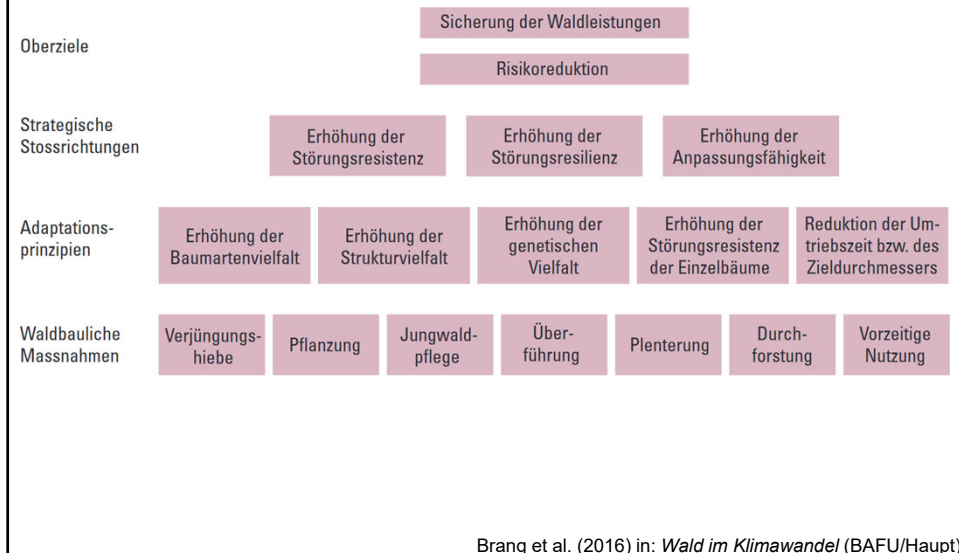 Oberziele
Sicherung der Waldleistungen
Risikoreduktion
Strategische
Stossrichtungen
Erhöhung der
Störungsresistenz
Erhöhung der
Störungsresilienz
Erhöhung der
Anpassungsfähigkeit
Adaptations-
prinzipien
Erhöhung der
Baumartenvielfalt
Erhöhung der
Strukturvielfalt
Erhöhung der
genetischen
Vielfalt
Erhöhung der
Störungsresistenz
der Einzelbäume
Reduktion der Um-
triebszeit bzw. des
Zieldurchmessers
Waldbauliche
Massnahmen
Verjüngungs-
hiebe
Pflanzung
Jungwald-
pflege
Über-
führung
Plenterung
Durch-
forstung
Vorzeitige
Nutzung
Brang et al. (2016) in: Wald im Klimawandel (BAFU/Haupt)